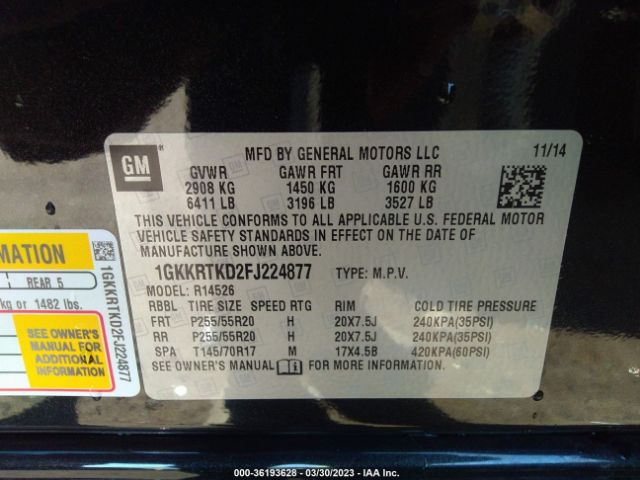 GM
MFD BY GENERAL MOTORS LLC 11/14
GVWR GAWR FRT GAWR RR
2908 KG 1450 KG 1600 KG
6411 LB 3196 LB 3527 LB
THIS VEHICLE CONFORMS TO ALL APPLICABLE U.S. FEDERAL MOTOR
VEHICLE SAFETY STANDARDS IN EFFECT ON THE DATE OF
MANUFACTURE SHOWN ABOVE.
1GKKRTKD2FJ224877 TYPE: M.P.V.
MODEL: R14526
RBBL TIRE SIZE SPEED RTG RIM COLD TIRE PRESSURE
FRT P255/55R20 H 20X7.5J 240KPA(35PSI)
RR P255/55R20 H 20X7.5J 240KPA(35PSI)
SPA T145/70R17 M 17X4.5B 420KPA(60PSI)
SEE OWNER'S MANUAL FOR MORE INFORMATION
MATION
REAR 5
kg or 1482 lbs.
SEE OWNER'S
MANUAL FOR
ADDITIONAL
INFORMATION
1GKKRTKD2FJ224877
000-36193628 - 03/30/2023 - IAA Inc.